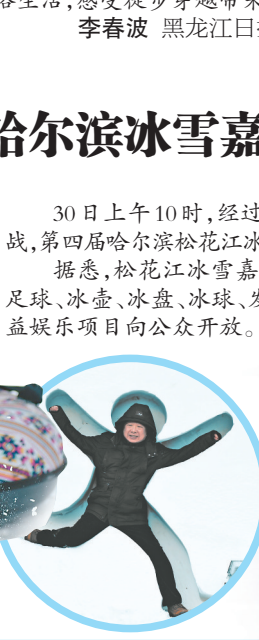 各生活,感受徒步穿越带来
李春波 黑龙江日报
哈尔滨冰雪嘉
30日上午10时,经过
战,第四届哈尔滨松花江冰
据悉,松花江冰雪嘉
足球、冰壶、冰盘、冰球、发
益娱乐项目向公众开放。